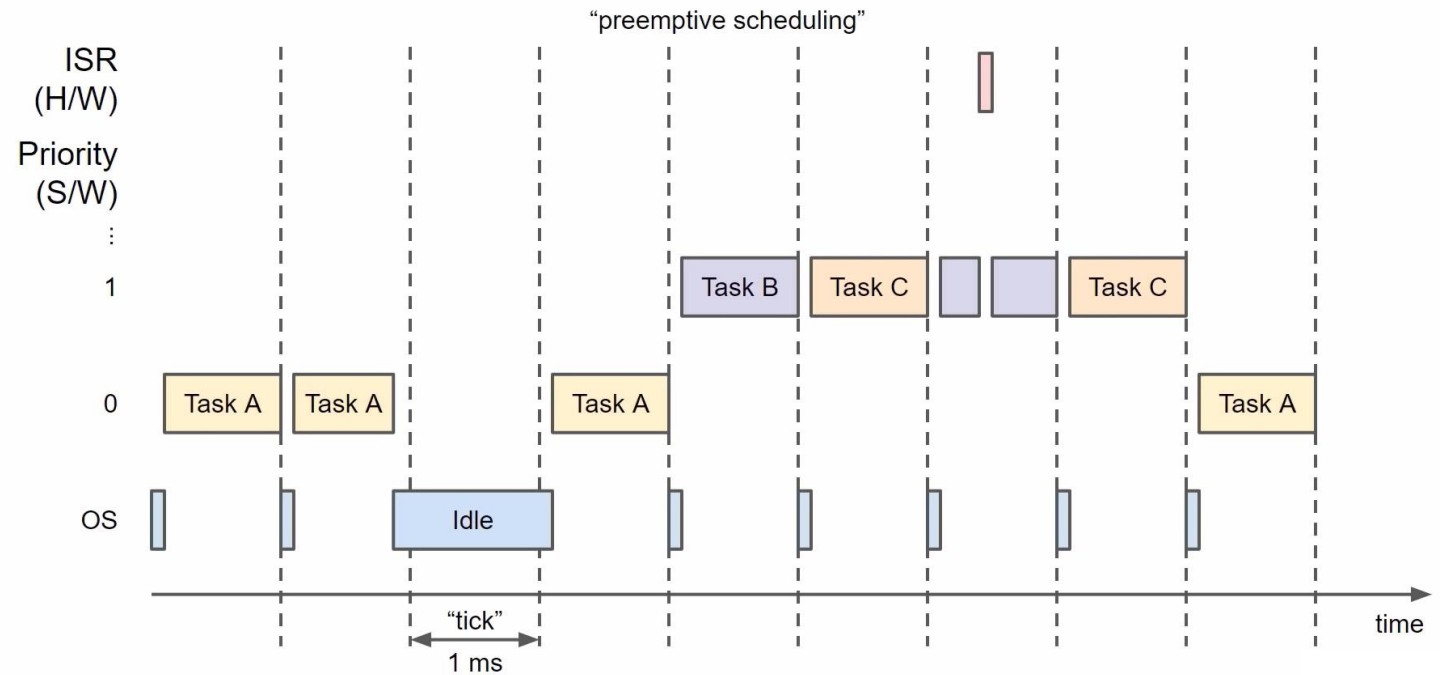 “preemptive scheduling”
ISR
(H/W)
Priority
(S/W)
⋮
1
Task B
Task C
Task C
0
Task A
Task A
Task A
Task A
OS
Idle
“tick”
1 ms
time